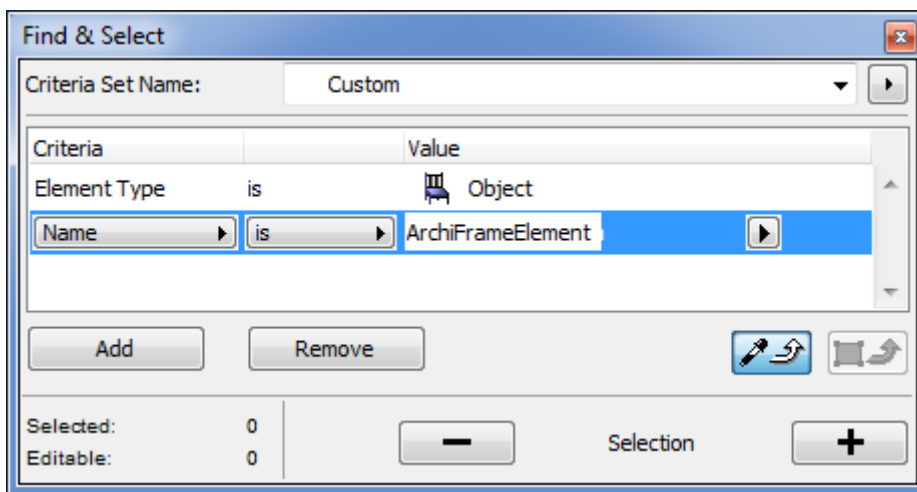 Find & Select
Criteria Set Name: Custom
Criteria Value
Element Type is Object
Name is ArchiFrameElement
Add Remove
Selected: 0
Editable: 0
Selection